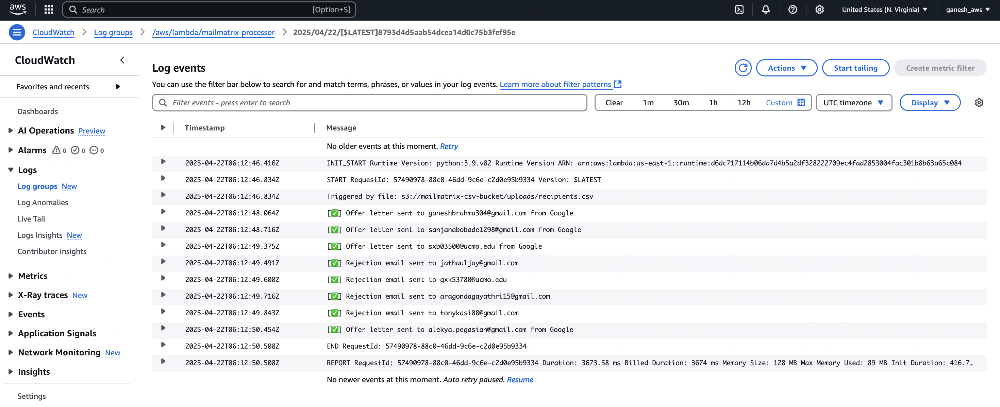 aws Search [Option+S] United States (N. Virginia) ganesh_aws
CloudWatch > Log groups > /aws/lambda/mailmatrix-processor > 2025/04/22/[$LATEST]8793d4d5aab54dcea14d0c75b3fef95e
CloudWatch
Favorites and recents
Dashboards
AI Operations Preview
Alarms 0 0 0
Logs
Log groups New
Log Anomalies
Live Tail
Logs Insights New
Contributor Insights
Metrics
X-Ray traces New
Events
Application Signals
Network Monitoring New
Insights
Settings
Log events
Actions Start tailing Create metric filter
You can use the filter bar below to search for and match terms, phrases, or values in your log events. Learn more about filter patterns
Filter events - press enter to search Clear 1m 30m 1h 12h Custom UTC timezone Display
Timestamp Message
No older events at this moment. Retry
2025-04-22T06:12:46.416Z INIT_START Runtime Version: python:3.9.v82 Runtime Version ARN: arn:aws:lambda:us-east-1::runtime:d6dc717114b06da7d4b5a2df328222709ec4fad2853004fac301b8b63a65c084
2025-04-22T06:12:46.834Z START RequestId: 57490978-88c0-46dd-9c6e-c2d0e95b9334 Version: $LATEST
2025-04-22T06:12:46.834Z Triggered by file: s3://mailmatrix-csv-bucket/uploads/recipients.csv
2025-04-22T06:12:48.064Z [✅] Offer letter sent to ganeshbrahma304@gmail.com from Google
2025-04-22T06:12:48.716Z [✅] Offer letter sent to sanjanabobade1298@gmail.com from Google
2025-04-22T06:12:49.375Z [✅] Offer letter sent to sxb03500@ucmo.edu from Google
2025-04-22T06:12:49.491Z [✅] Rejection email sent to jathauljay@gmail.com
2025-04-22T06:12:49.600Z [✅] Rejection email sent to gxk53780@ucmo.edu
2025-04-22T06:12:49.716Z [✅] Rejection email sent to aragondagayathri15@gmail.com
2025-04-22T06:12:49.843Z [✅] Rejection email sent to tonykasi08@gmail.com
2025-04-22T06:12:50.454Z [✅] Offer letter sent to alekya.pegasian@gmail.com from Google
2025-04-22T06:12:50.508Z END RequestId: 57490978-88c0-46dd-9c6e-c2d0e95b9334
2025-04-22T06:12:50.508Z REPORT RequestId: 57490978-88c0-46dd-9c6e-c2d0e95b9334 Duration: 3673.58 ms Billed Duration: 3674 ms Memory Size: 128 MB Max Memory Used: 89 MB Init Duration: 416.7…
No newer events at this moment. Auto retry paused. Resume